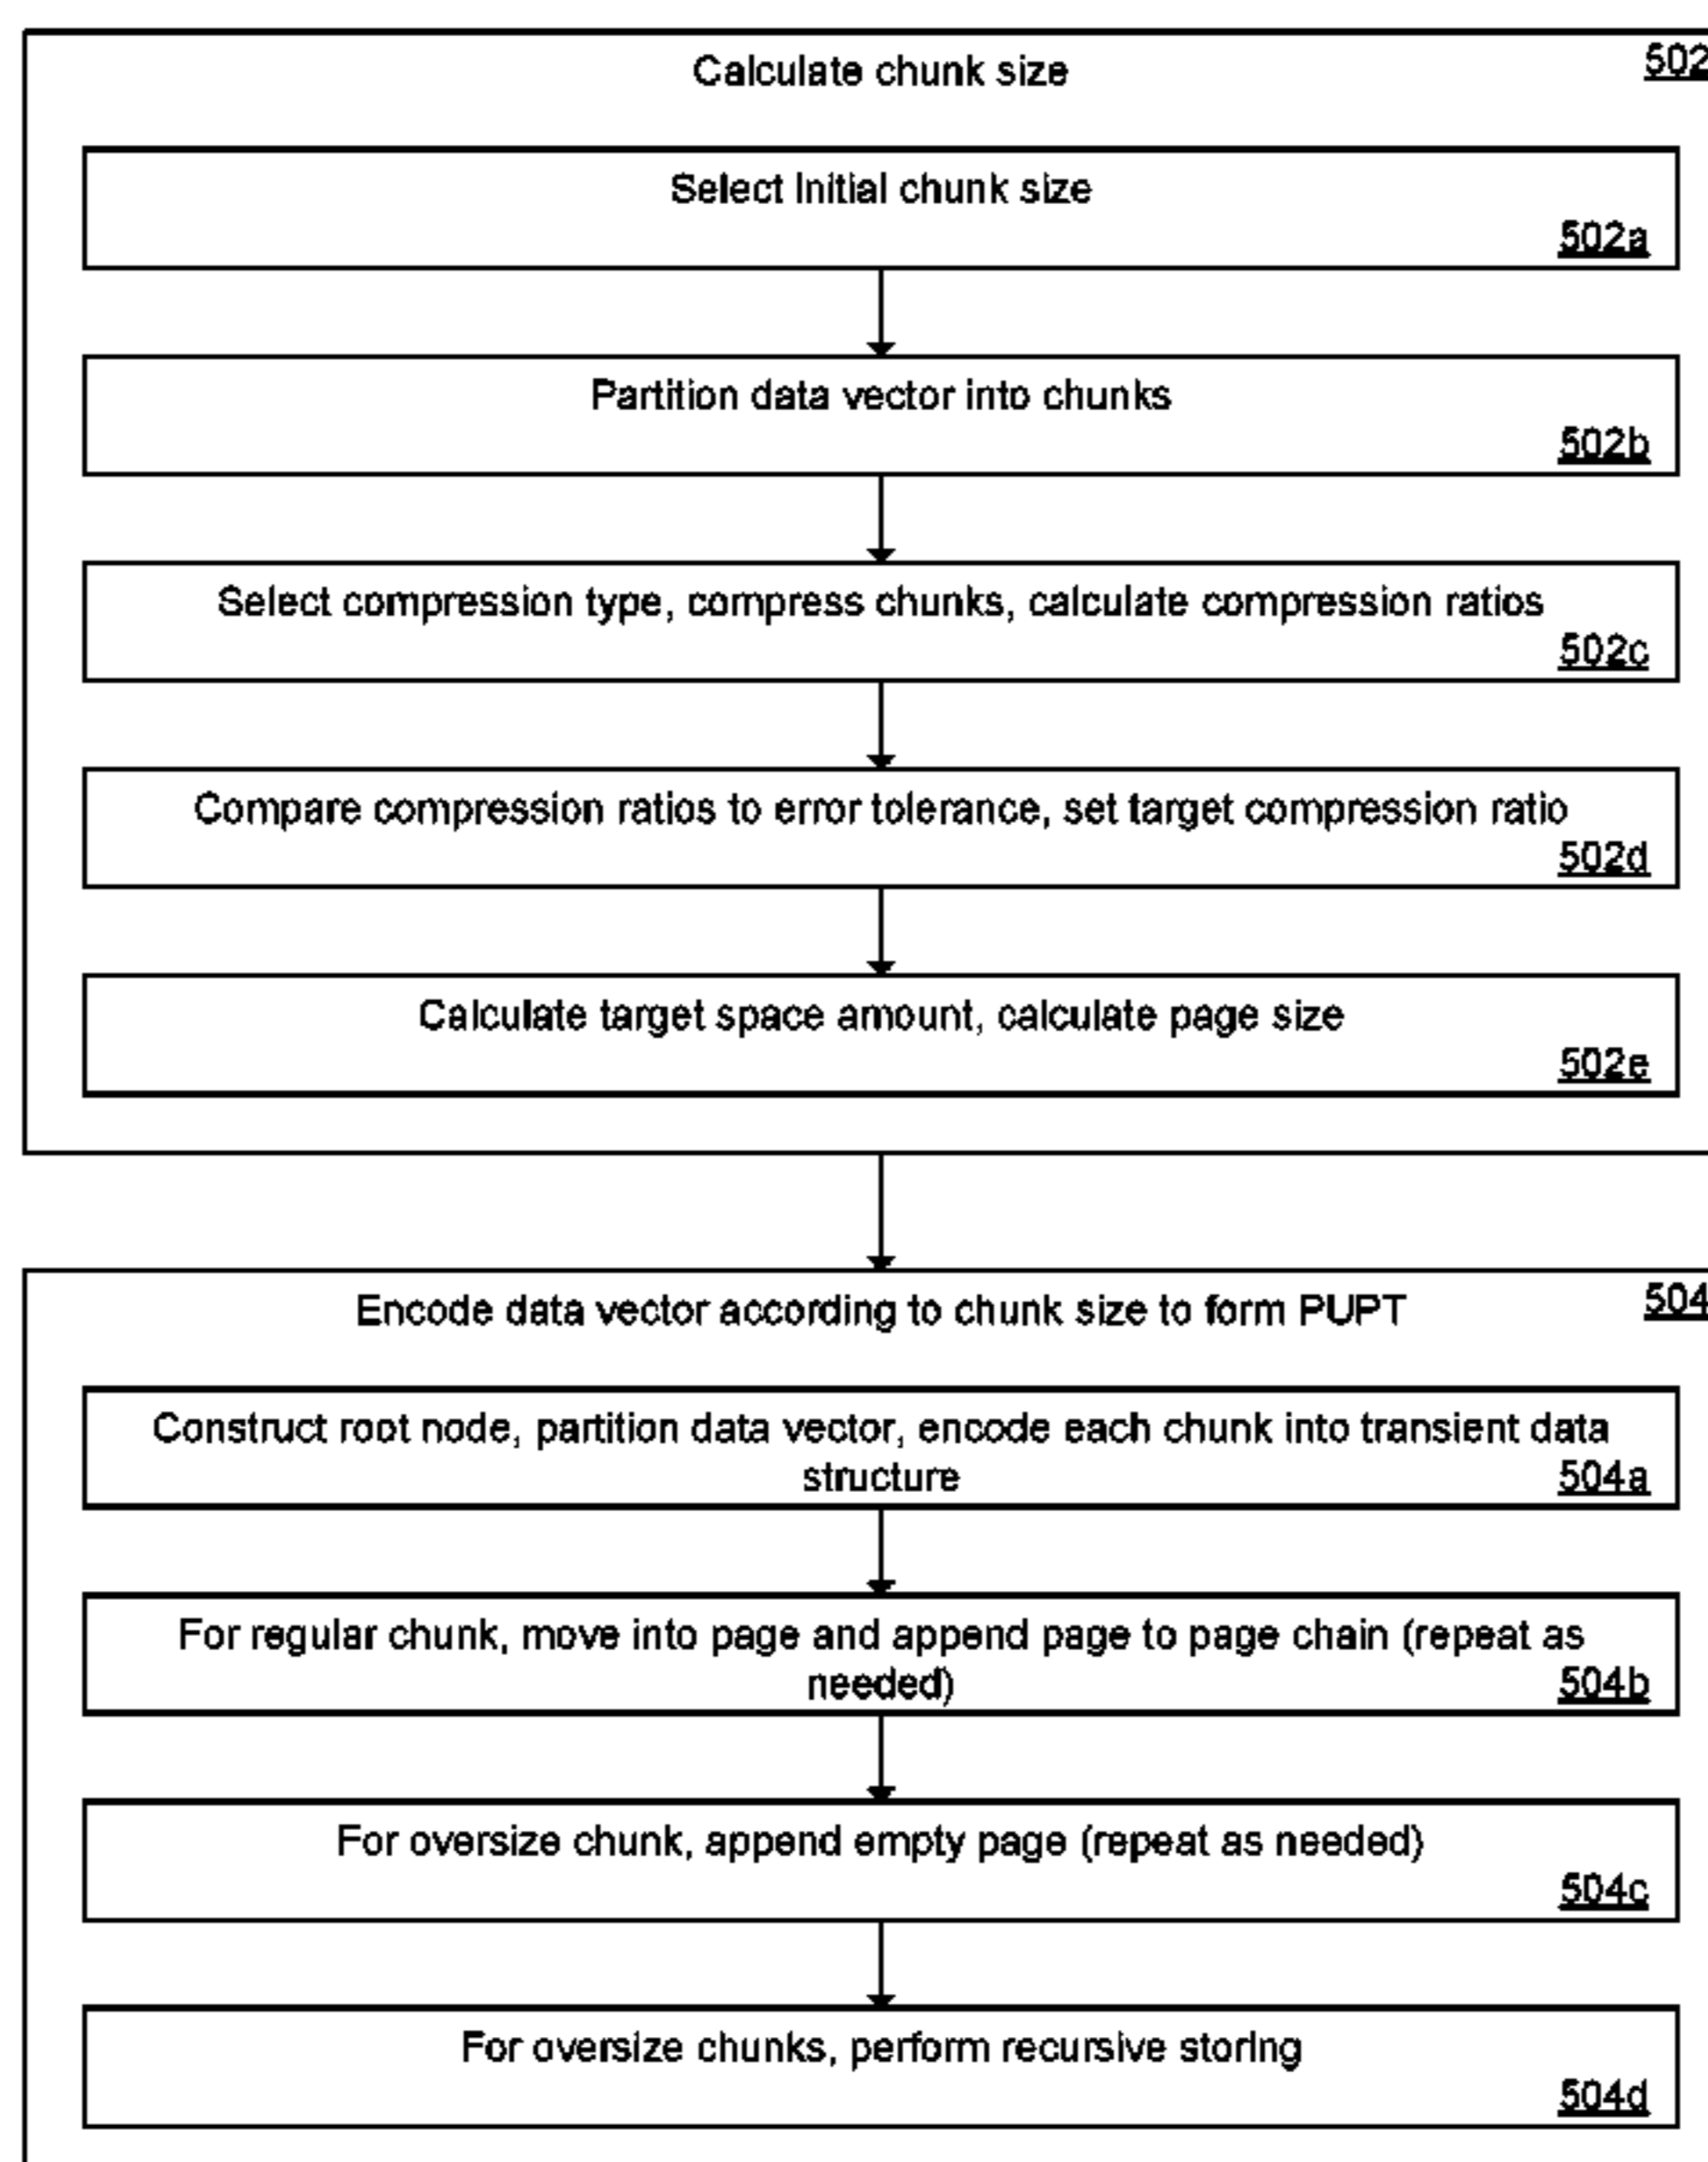 Calculate chunk size
502
Select Initial chunk size
502a
Partition data vector into chunks
502b
Select compression type, compress chunks, calculate compression ratios
502c
Compare compression ratios to error tolerance, set target compression ratio
502d
Calculate target space amount, calculate page size
502e
Encode data vector according to chunk size to form PUPT
504
Construct root node, partition data vector, encode each chunk into transient data
structure
504a
For regular chunk, move into page and append page to page chain (repeat as
needed)
504b
For oversize chunk, append empty page (repeat as needed)
504c
For oversize chunks, perform recursive storing
504d